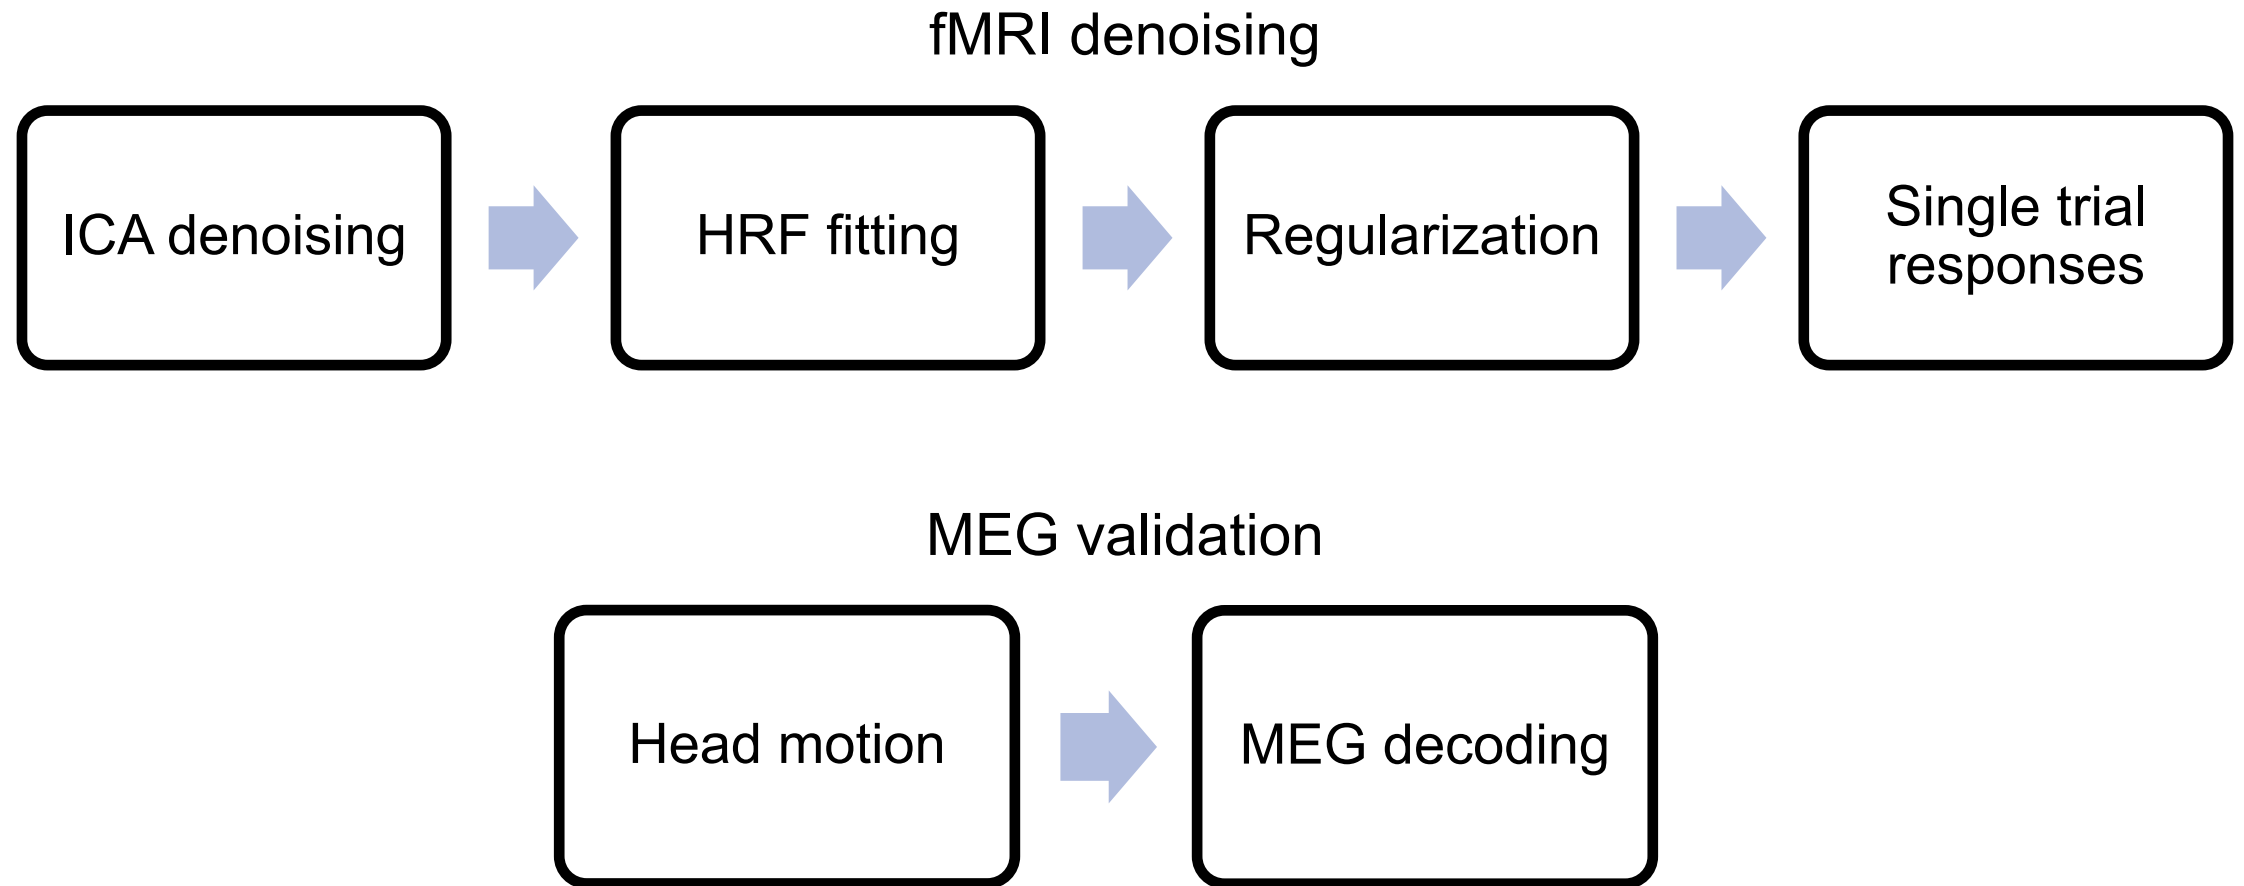 fMRI denoising
ICA denoising
HRF fitting
Regularization
Single trial
responses
MEG validation
Head motion
MEG decoding